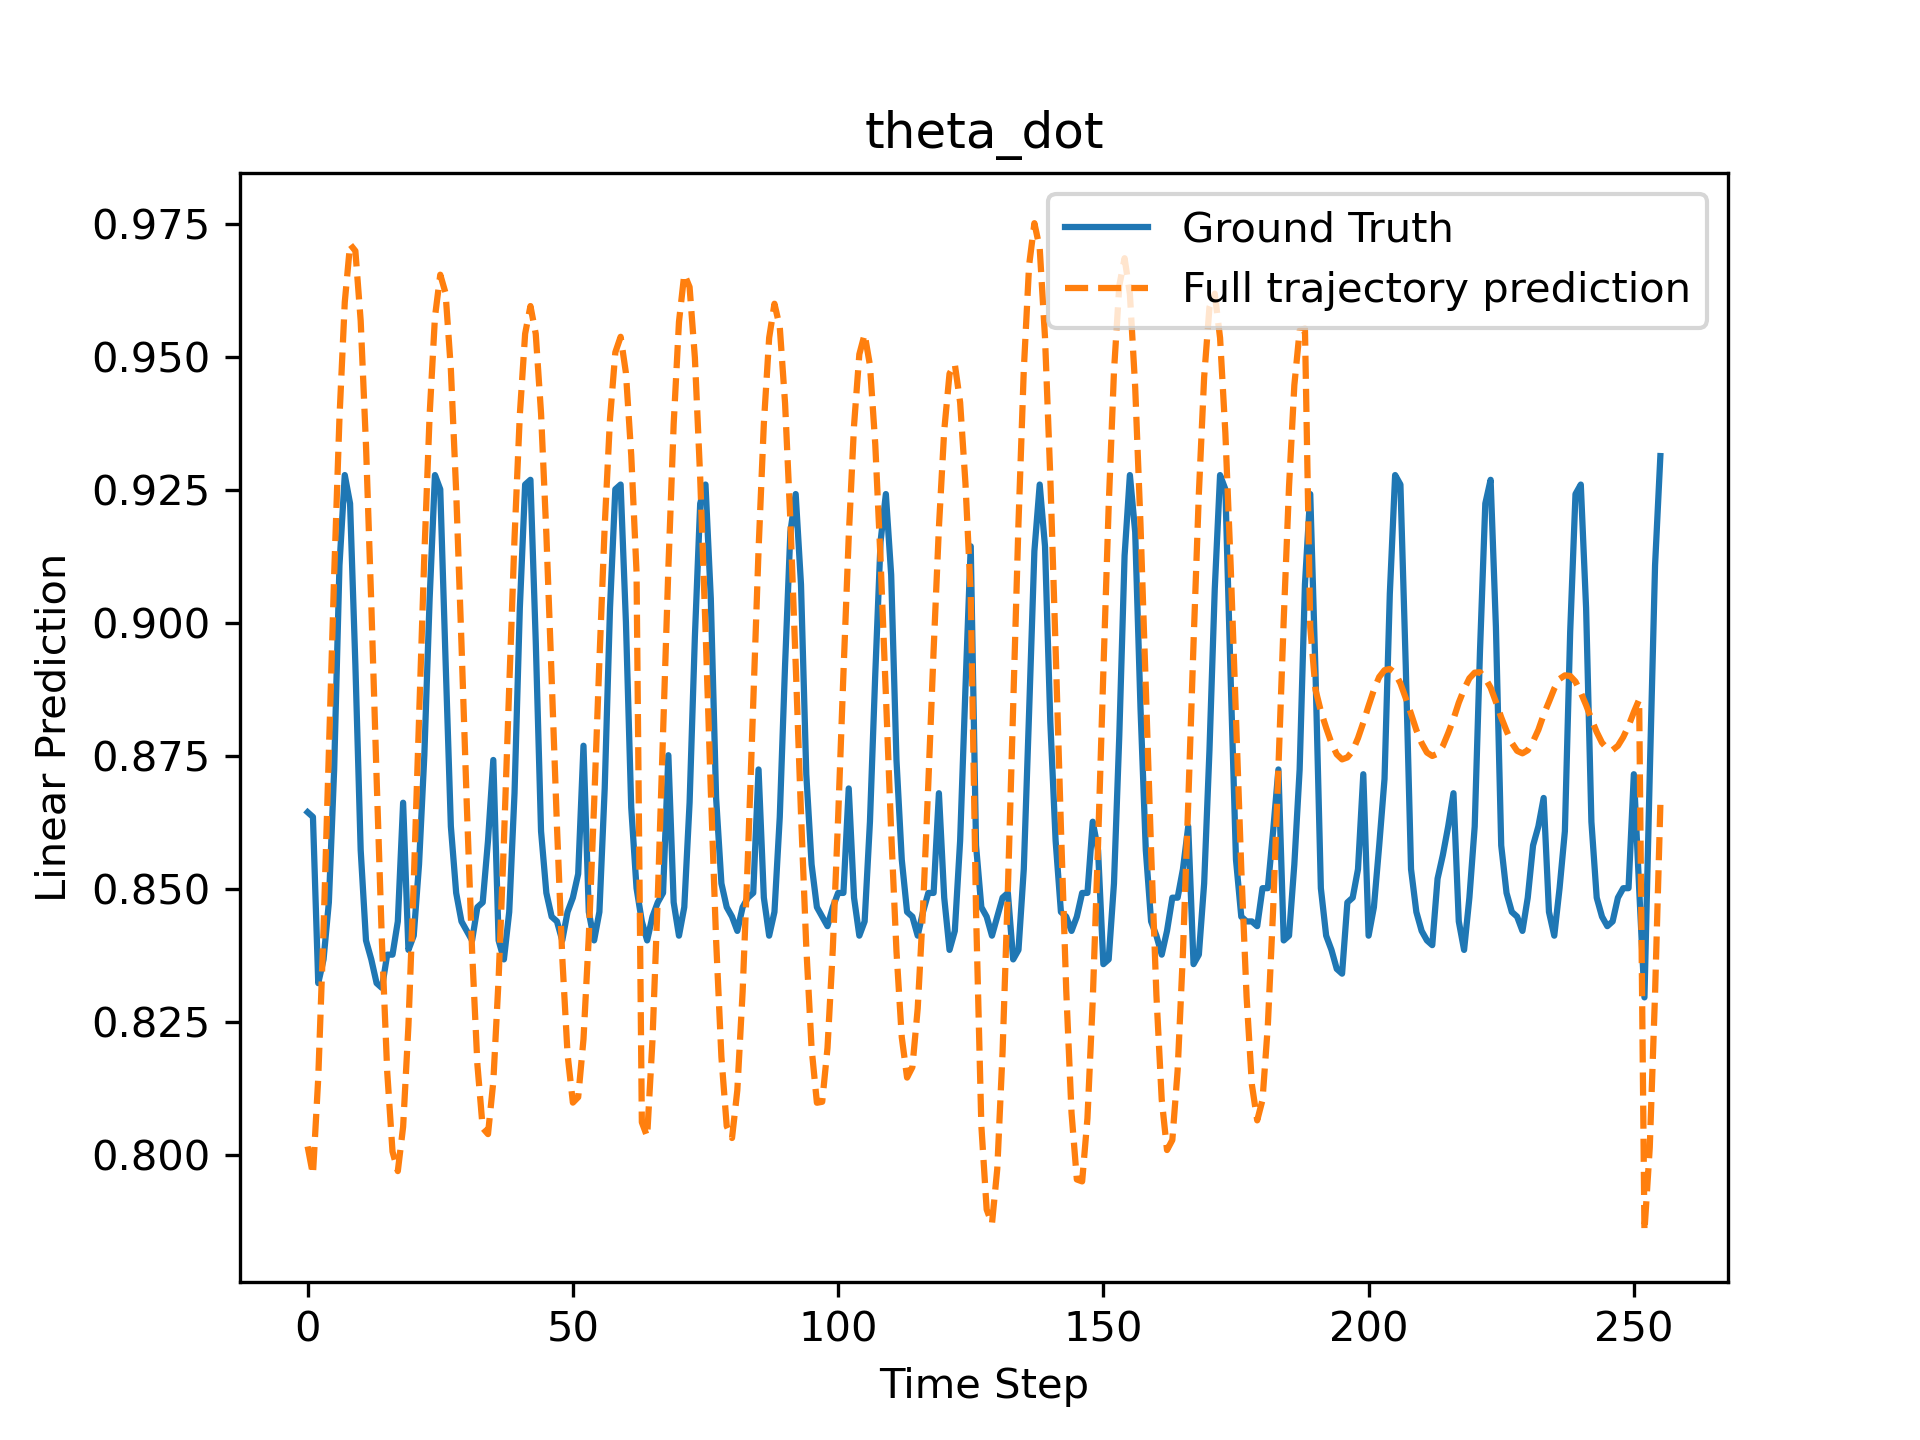 theta_dot
Ground Truth
Full trajectory prediction
0.975
0.950
0.925
0.900
0.875
0.850
0.825
0.800
Linear Prediction
0 50 100 150 200 250
Time Step